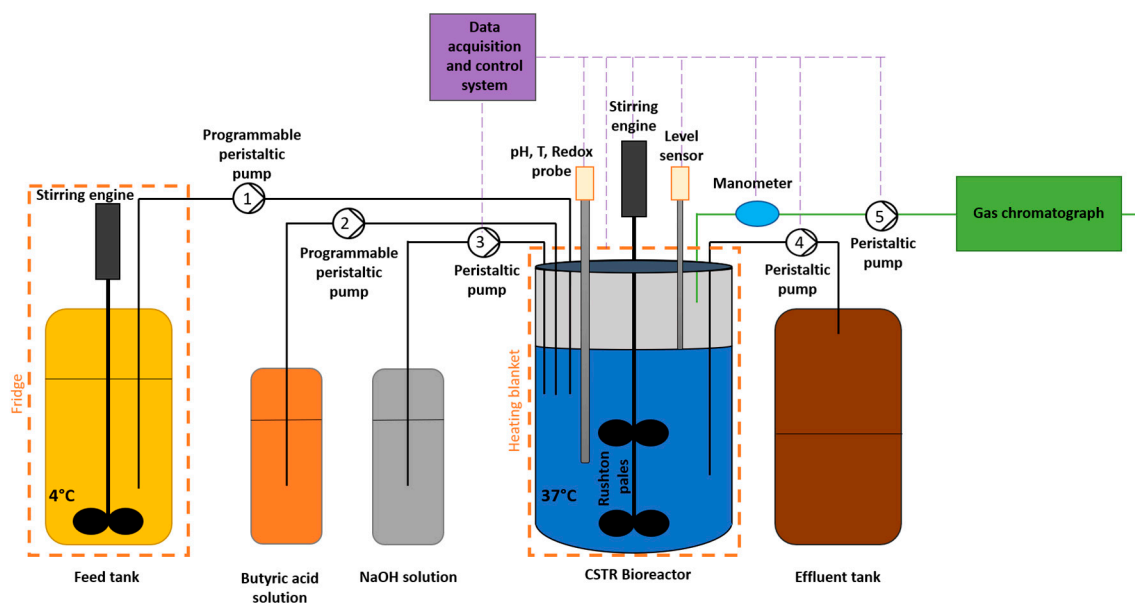 Data
acquisition
and control
system
Stirring
engine
Level
sensor
Programmable
peristaltic
pump
pH, T, Redox
probe
Manometer
Stirring engine
1
2
3
4
5
Gas chromatograph
Programmable
peristaltic
pump
Peristaltic
pump
Peristaltic
pump
Peristaltic
pump
Fridge
Heating blanket
Rushton
pales
4°C
37°C
Feed tank
Butyric acid
solution
NaOH solution
CSTR Bioreactor
Effluent tank